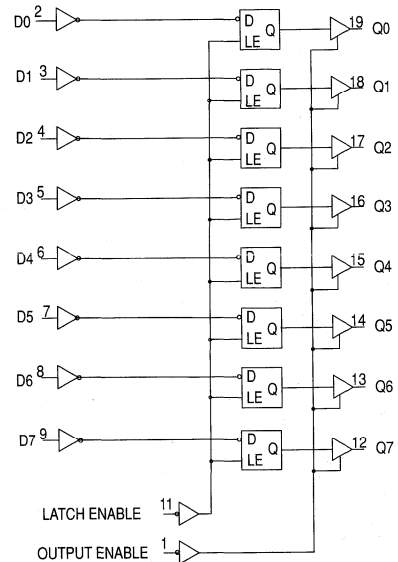 D0 2 D LE Q 19 Q0
D1 3 D LE Q 18 Q1
D2 4 D LE Q 17 Q2
D3 5 D LE Q 16 Q3
D4 6 D LE Q 15 Q4
D5 7 D LE Q 14 Q5
D6 8 D LE Q 13 Q6
D7 9 D LE Q 12 Q7
LATCH ENABLE 11
OUTPUT ENABLE 1